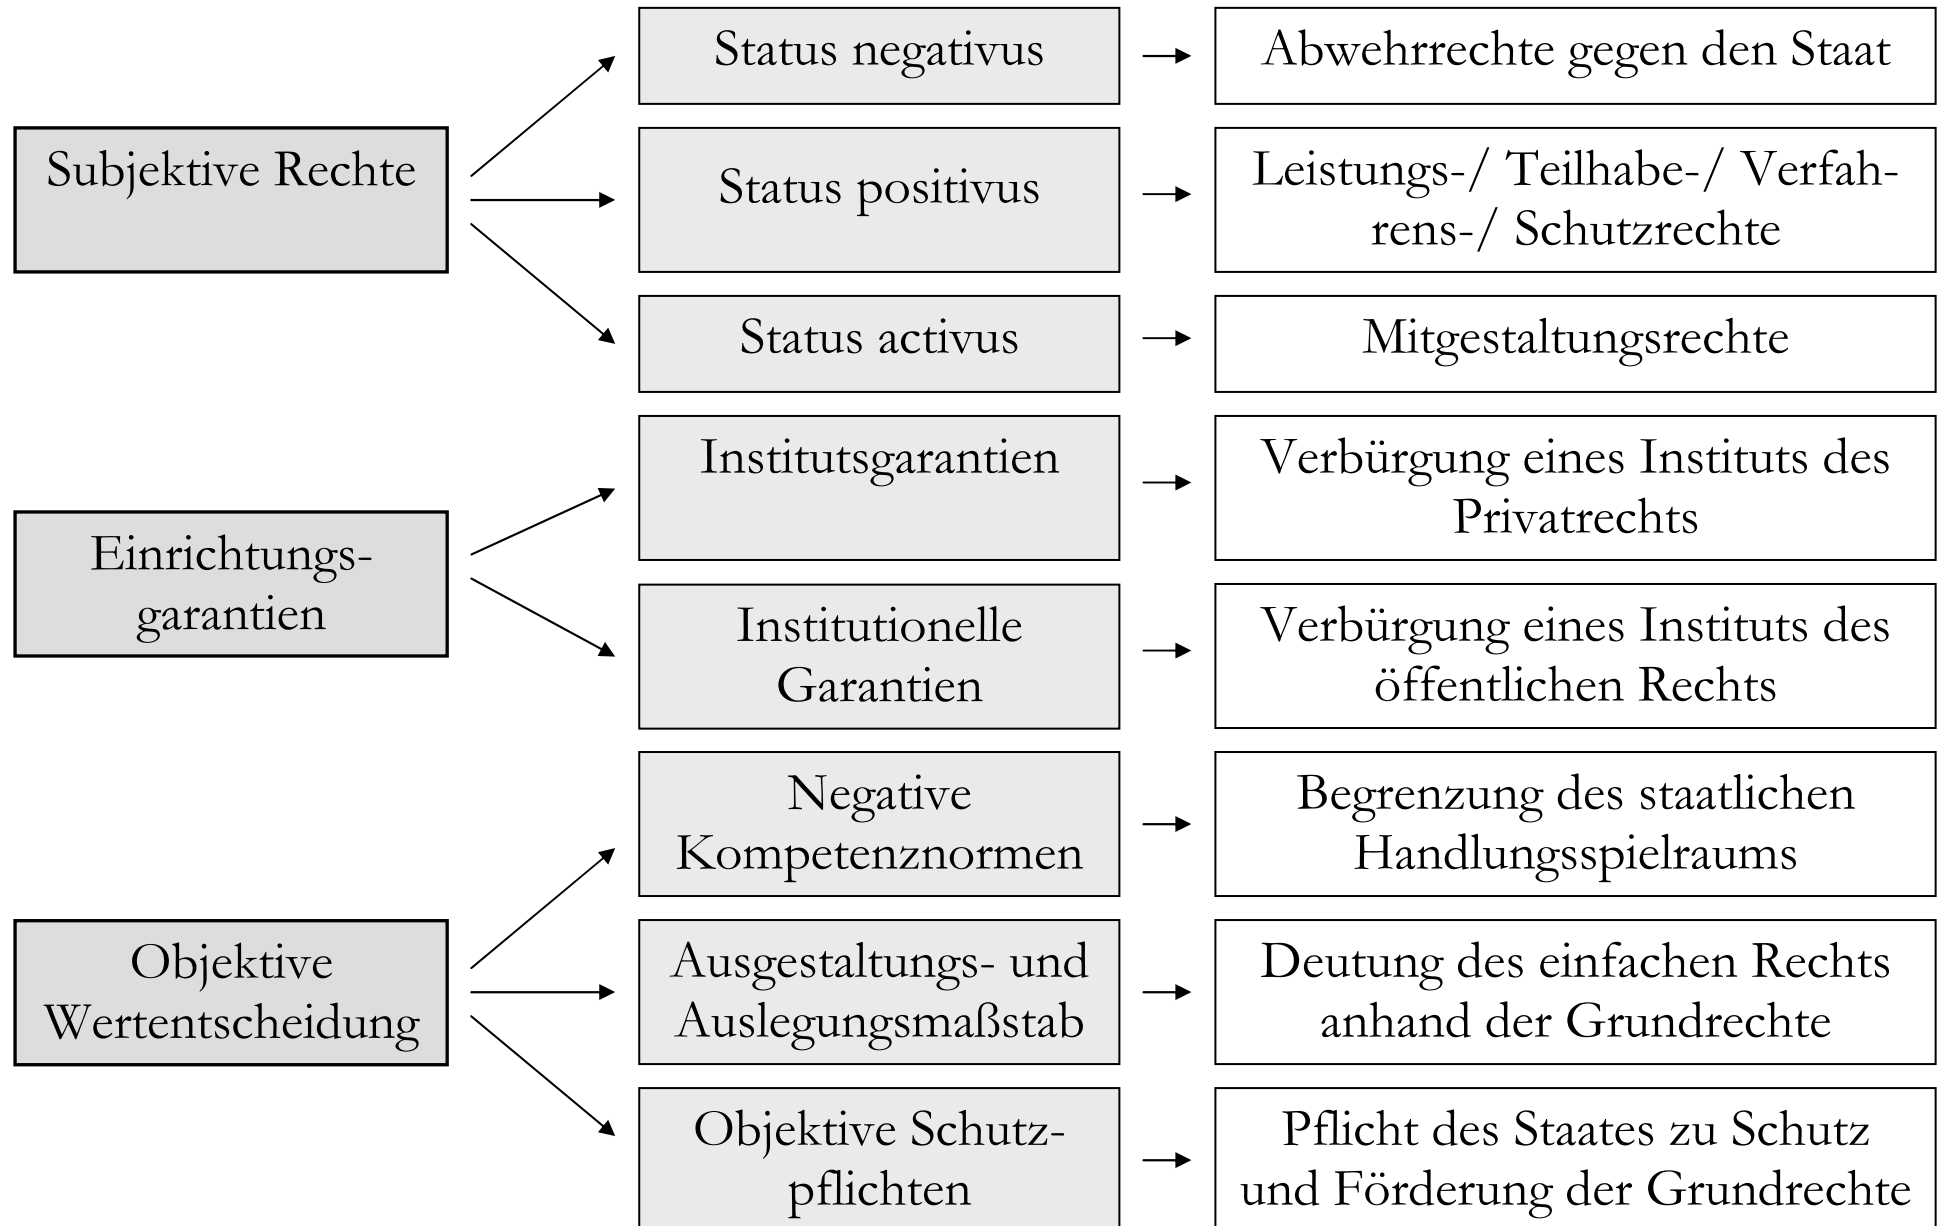 Status negativus
Abwehrrechte gegen den Staat
Subjektive Rechte
Status positivus
Leistungs-/ Teilhabe-/ Verfah-
rens-/ Schutzrechte
Status activus
Mitgestaltungsrechte
Einrichtungs-
garantien
Institutsgarantien
Verbürgung eines Instituts des
Privatrechts
Institutionelle
Garantien
Verbürgung eines Instituts des
öffentlichen Rechts
Objektive
Wertentscheidung
Negative
Kompetenznormen
Begrenzung des staatlichen
Handlungsspielraums
Ausgestaltungs- und
Auslegungsmaßstab
Deutung des einfachen Rechts
anhand der Grundrechte
Objektive Schutz-
pflichten
Pflicht des Staates zu Schutz
und Förderung der Grundrechte